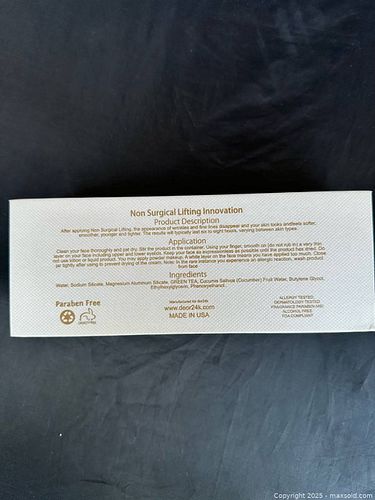 Non Surgical Lifting Innovation
Product Description
After applying Non Surgical Lifting, the appearance of wrinkles and fine lines disappear and your skin looks and feels softer,
smoother, younger and tighter. The results will typically last six to eight hours, varying between skin types.
Application
Clean your face thoroughly and pat dry. Stir the product in the container. Using your finger, smooth on (do not rub in) a very thin
layer on your face including upper and lower eyelids. Keep your face as expressionless as possible until the product has dried. Do
not use lotion or liquid product. You may apply powder makeup. A white layer on the face means you have applied too much. Close
jar tightly after using to prevent drying of the cream. Note: In the rare instance you experience an allergic reaction, wash product
from face
Ingredients
Water, Sodium Silicate, Magnesium Aluminum Silicate, GREEN TEA, Cucumis Sativus (Cucumber) Fruit Water, Butylene Glycol,
Ethylhexylglycerin, Phenoxyethanol.
Paraben Free
Manufactured for
www.deor24k.com
MADE IN USA
ALLERGY TESTED
DERMATOLOGY TESTED
FRAGRANCE PARABEN AND
ALCOHOL FREE
FDA COMPLIANT
Copyright 2025 - maxsold.com